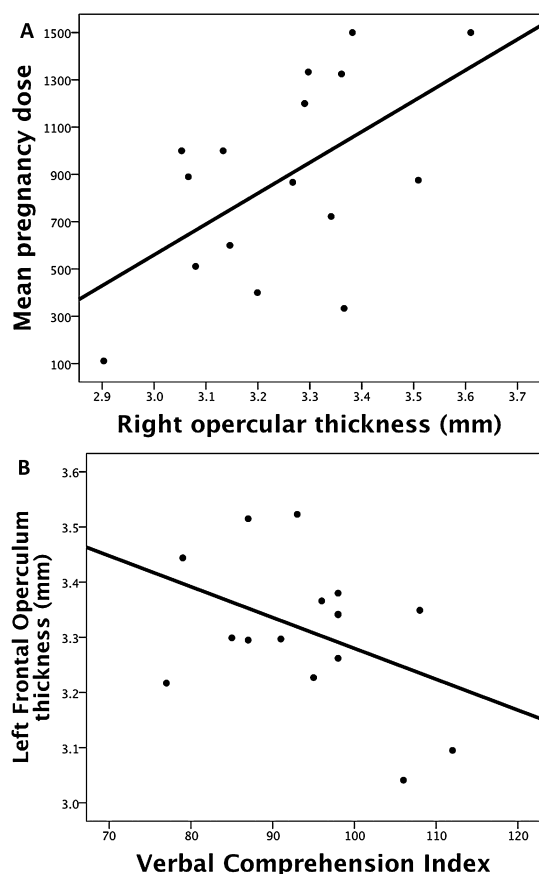 A
1500
1300
1100
900
700
500
300
100
Mean pregnancy dose
2.9 3.0 3.1 3.2 3.3 3.4 3.5 3.6 3.7
Right opercular thickness (mm)
B
3.6
3.5
3.4
3.3
3.2
3.1
3.0
Left Frontal Operculum
thickness (mm)
70 80 90 100 110 120
Verbal Comprehension Index